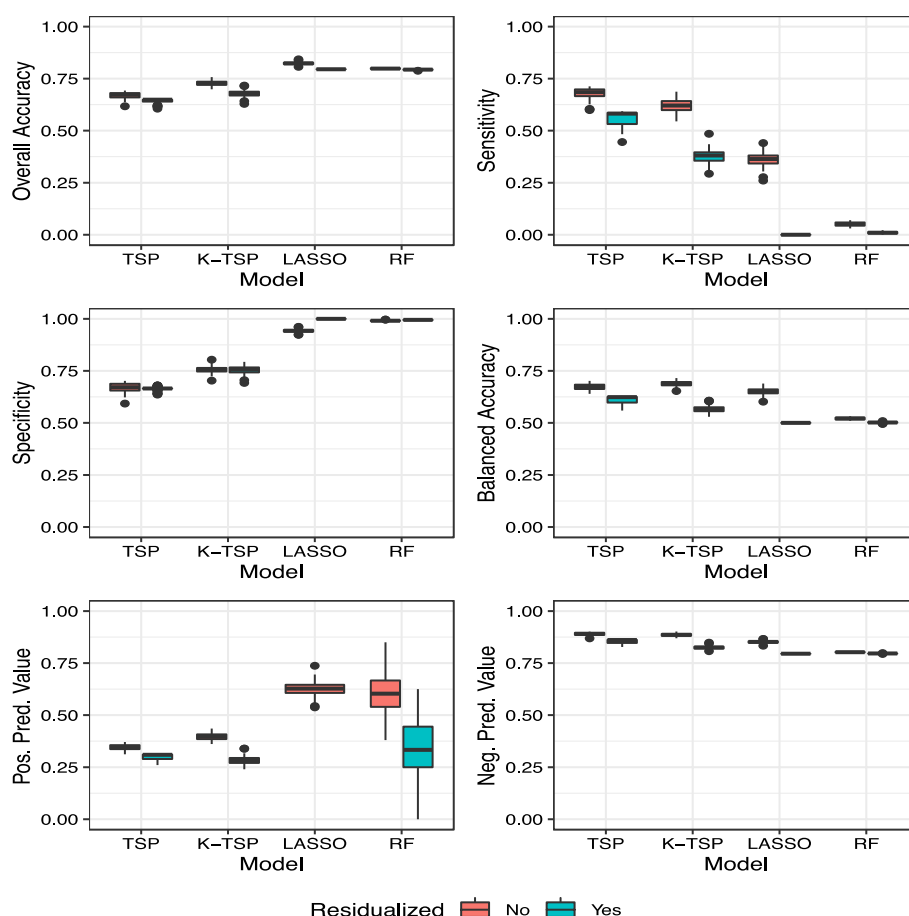 Overall Accuracy
1.00
0.75
0.50
0.25
0.00
TSP K−TSP LASSO RF
Model
Sensitivity
1.00
0.75
0.50
0.25
0.00
TSP K−TSP LASSO RF
Model
Specificity
1.00
0.75
0.50
0.25
0.00
TSP K−TSP LASSO RF
Model
Balanced Accuracy
1.00
0.75
0.50
0.25
0.00
TSP K−TSP LASSO RF
Model
Pos. Pred. Value
1.00
0.75
0.50
0.25
0.00
TSP K−TSP LASSO RF
Model
Neg. Pred. Value
1.00
0.75
0.50
0.25
0.00
TSP K−TSP LASSO RF
Model
Residualized No Yes